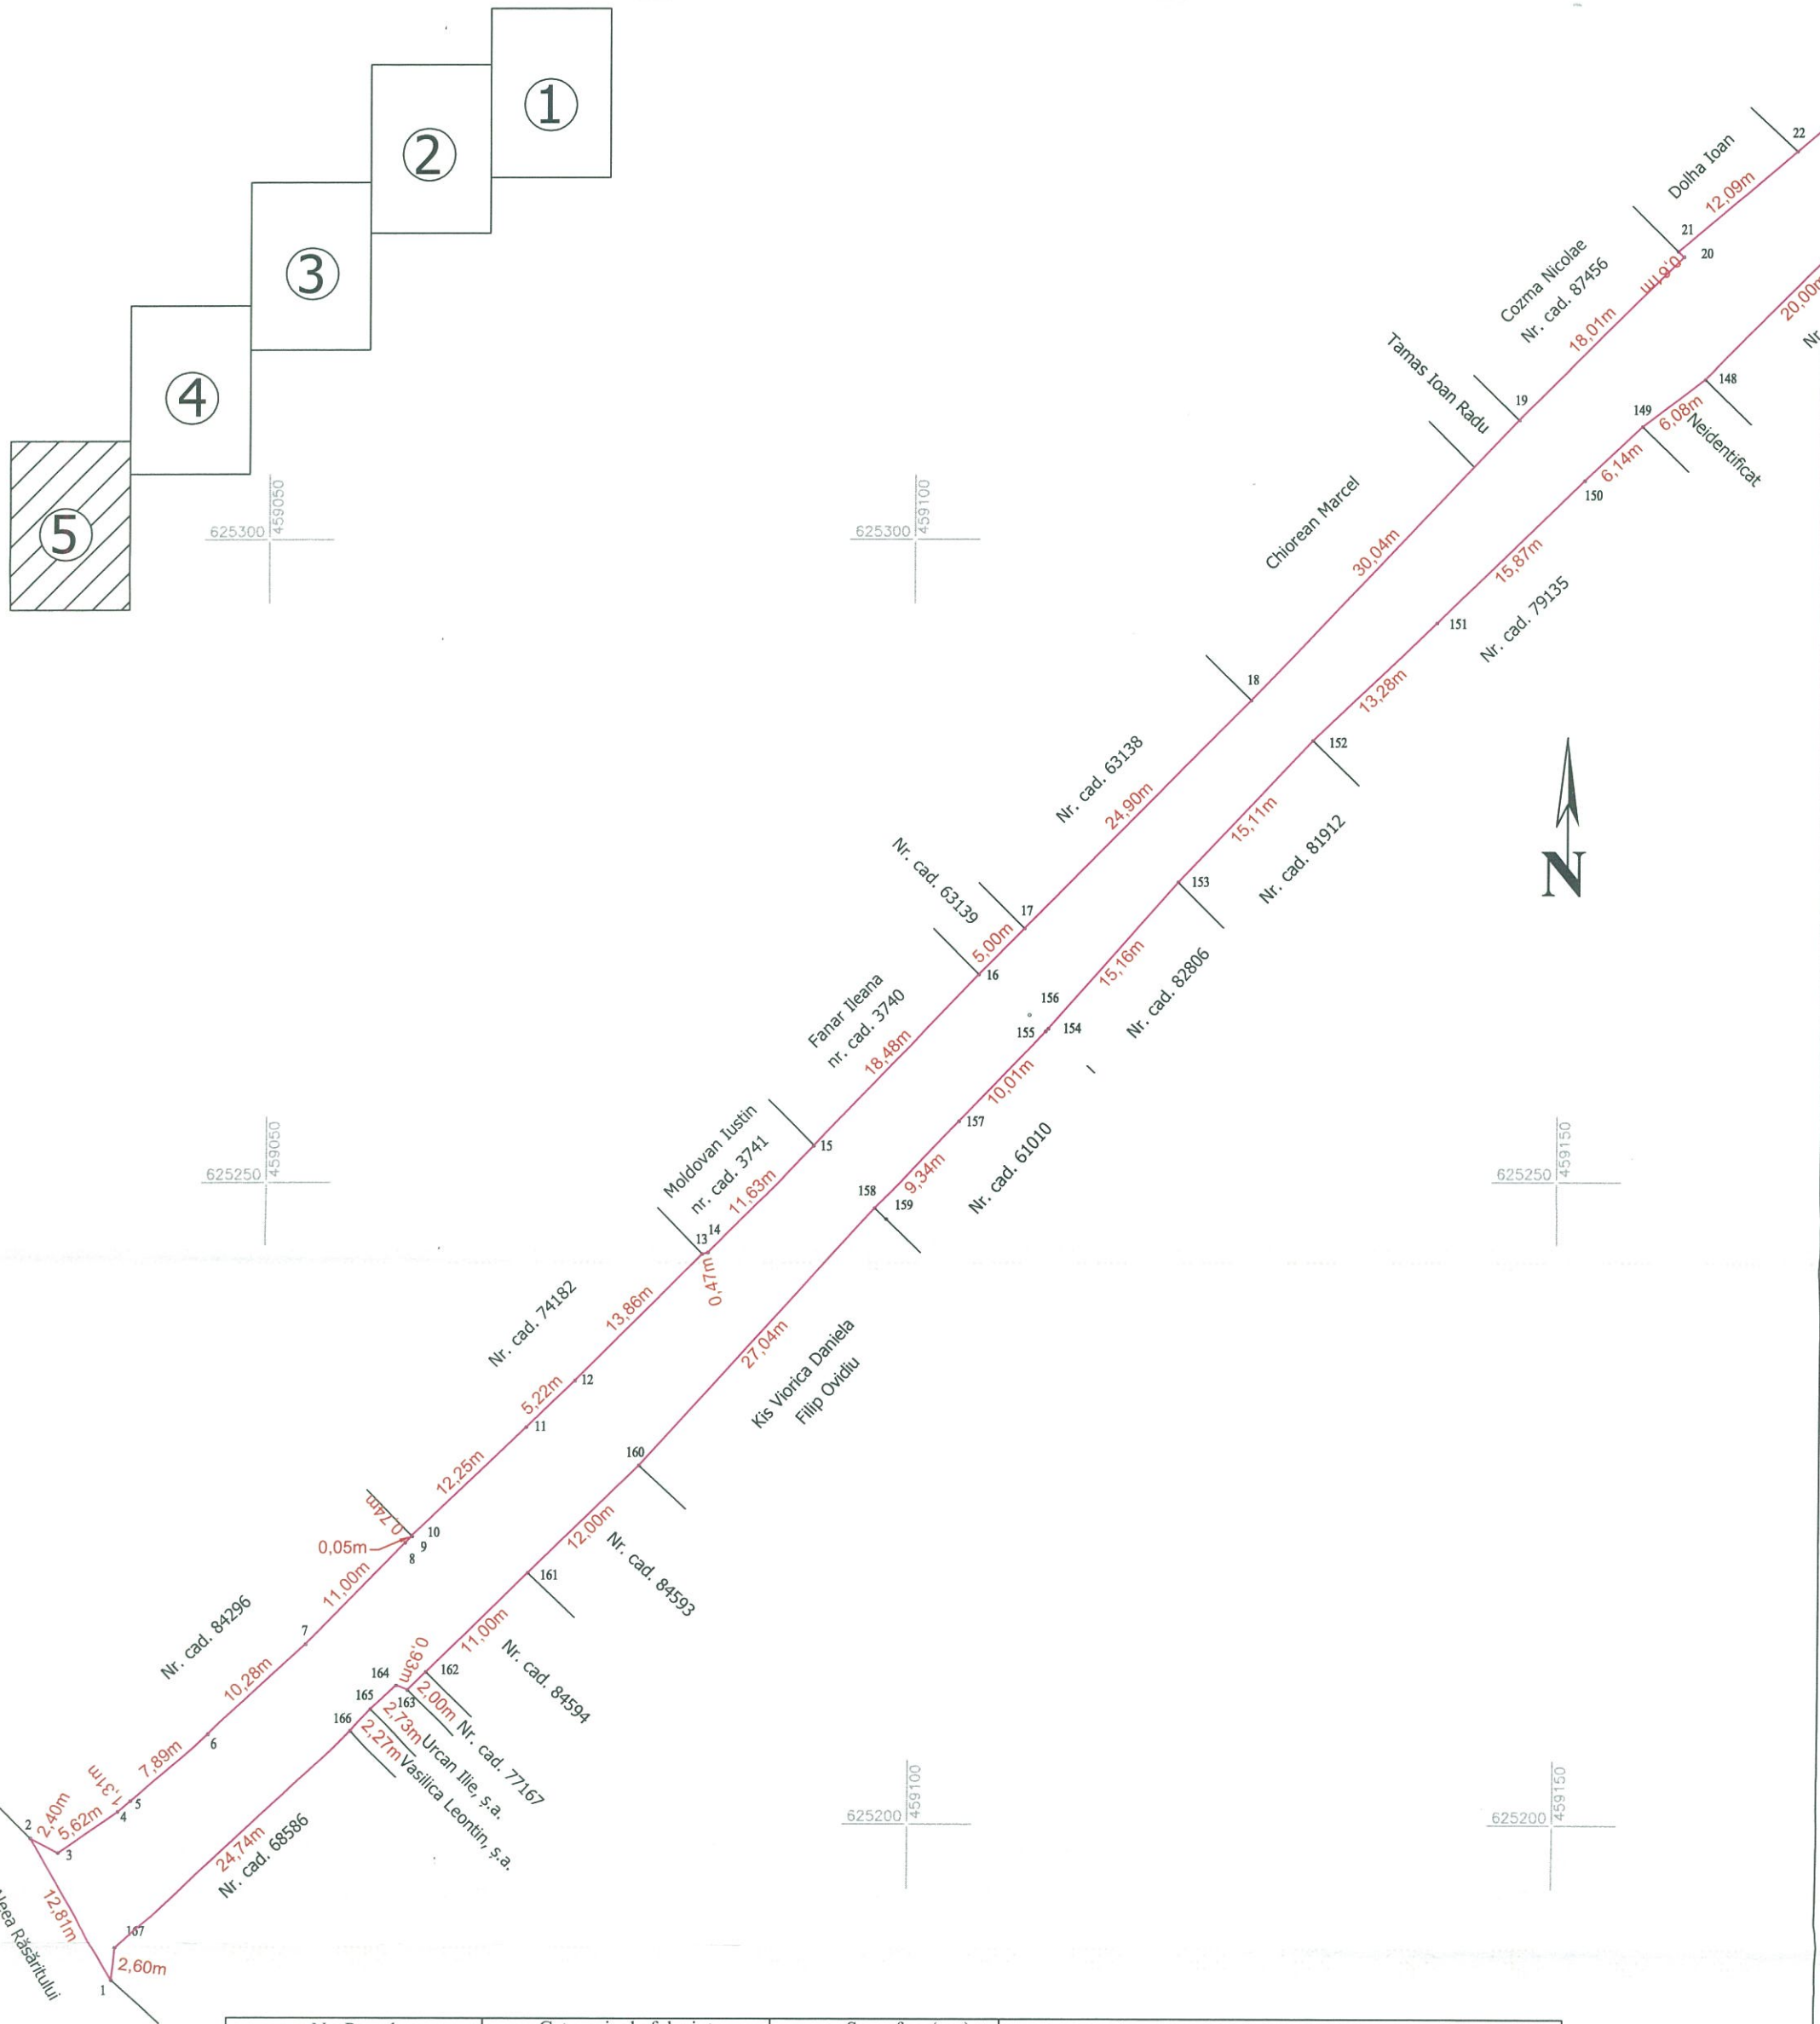 1
2
3
4
5
22
Dolha Ioan
12,09m
21
20
0,61m
Cozma Nicolae
Nr. cad. 87456
18,01m
20,00m
Nr
148
Tamas Ioan Radu
19
149
6,08m
Neidentificat
6,14m
150
625300
459050
625300
459100
Chiorean Marcel
30,04m
15,87m
Nr. cad. 79135
151
18
13,28m
152
Nr. cad. 63138
24,90m
15,11m
Nr. cad. 81912
N
Nr. cad. 63139
17
5,00m
16
153
15,16m
Nr. cad. 82806
Fanar Ileana
nr. cad. 3740
18,48m
156
155
154
10,01m
157
Nr. cad. 61010
Moldovan Iustin
nr. cad. 3741
11,63m
15
625250
459050
625250
459150
9,34m
158
159
14
13
0,47m
Nr. cad. 74182
13,86m
27,04m
Kis Viorica Daniela
Filip Ovidiu
12
5,22m
11
12,25m
160
0,74m
10
0,05m
9
8
12,00m
Nr. cad. 84593
161
11,00m
Nr. cad. 84296
7
11,00m
Nr. cad. 84594
0,93m
162
164
163
2,00m
Nr. cad. 77167
165
2,73m
Urcan Ilie, ș.a.
166
2,27m
Vasilica Leontin, ș.a.
10,28m
6
7,89m
1,31m
5
4
2,40m
5,62m
2
3
625200
459100
625200
459150
24,74m
Nr. cad. 68586
12,81m
Răsăritului
167
2,60m
1